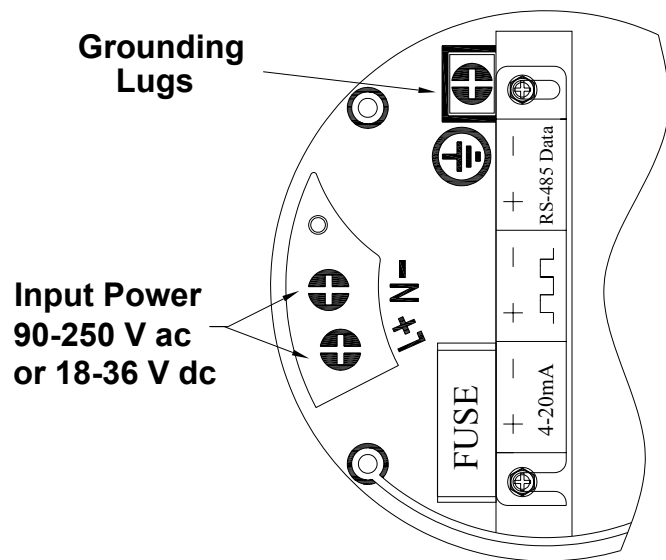 Grounding
Lugs
Input Power
90-250 V ac
or 18-36 V dc
N-
L+
FUSE
- +
RS-485 Data
- +
- +
4-20mA